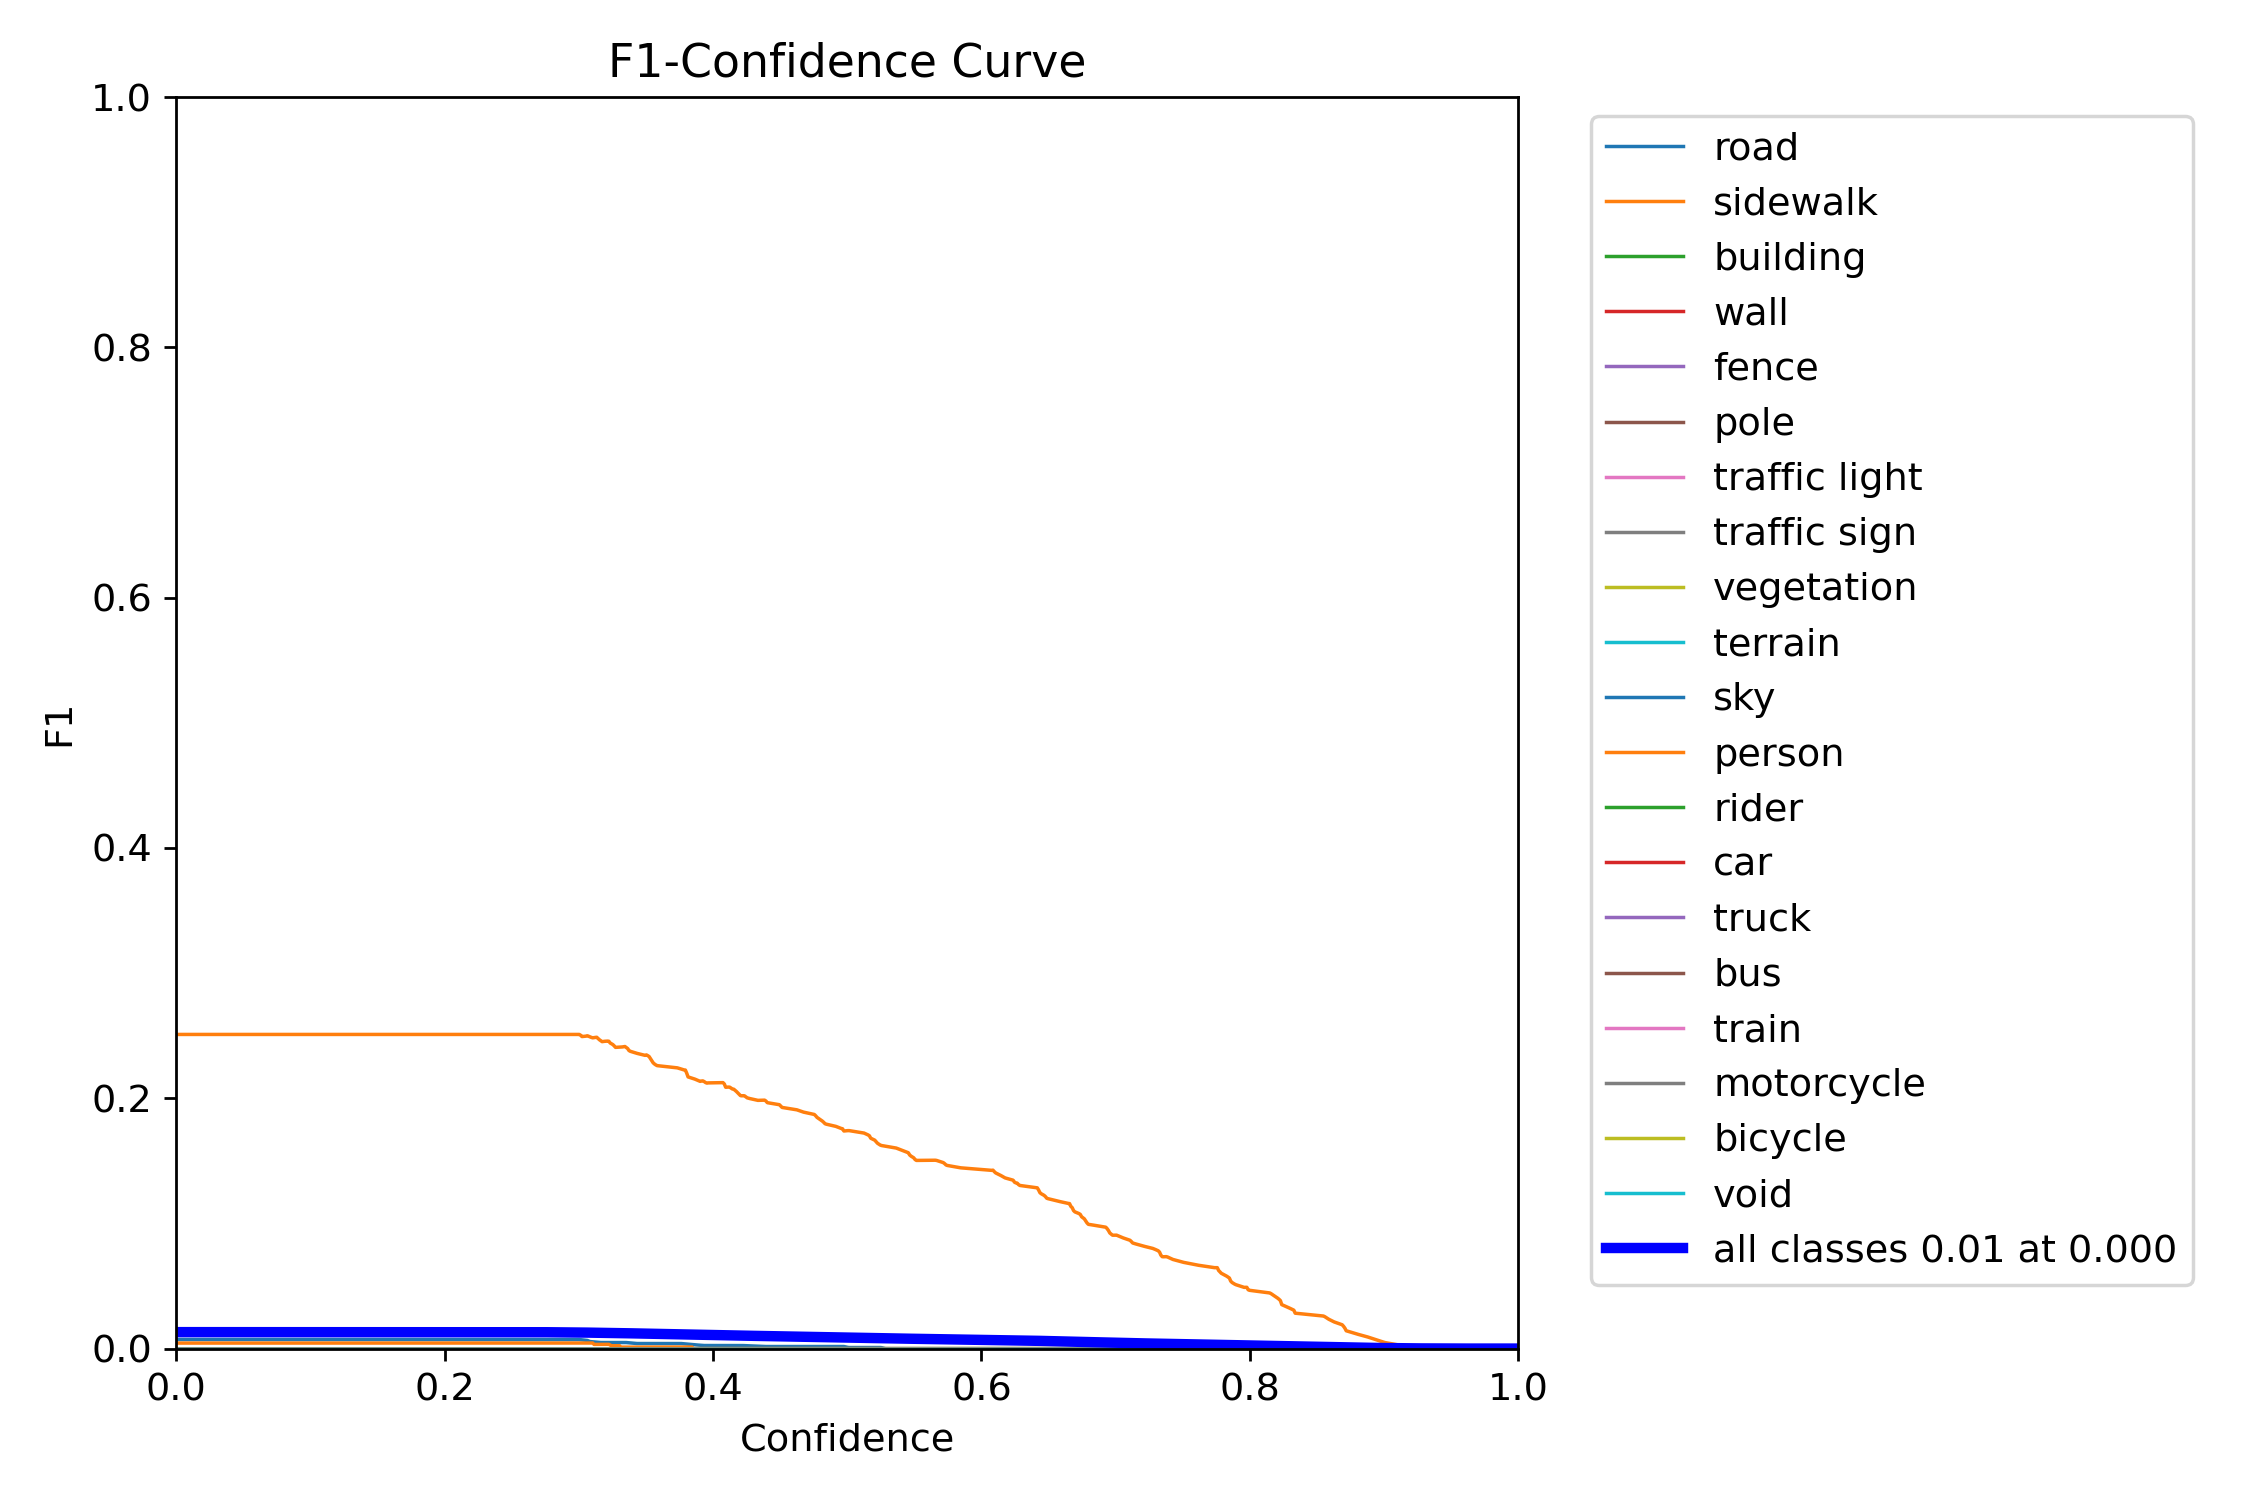 F1-Confidence Curve
1.0
0.8
0.6
0.4
0.2
0.0
F1
0.0 0.2 0.4 0.6 0.8 1.0
Confidence
road
sidewalk
building
wall
fence
pole
traffic light
traffic sign
vegetation
terrain
sky
person
rider
car
truck
bus
train
motorcycle
bicycle
void
all classes 0.01 at 0.000